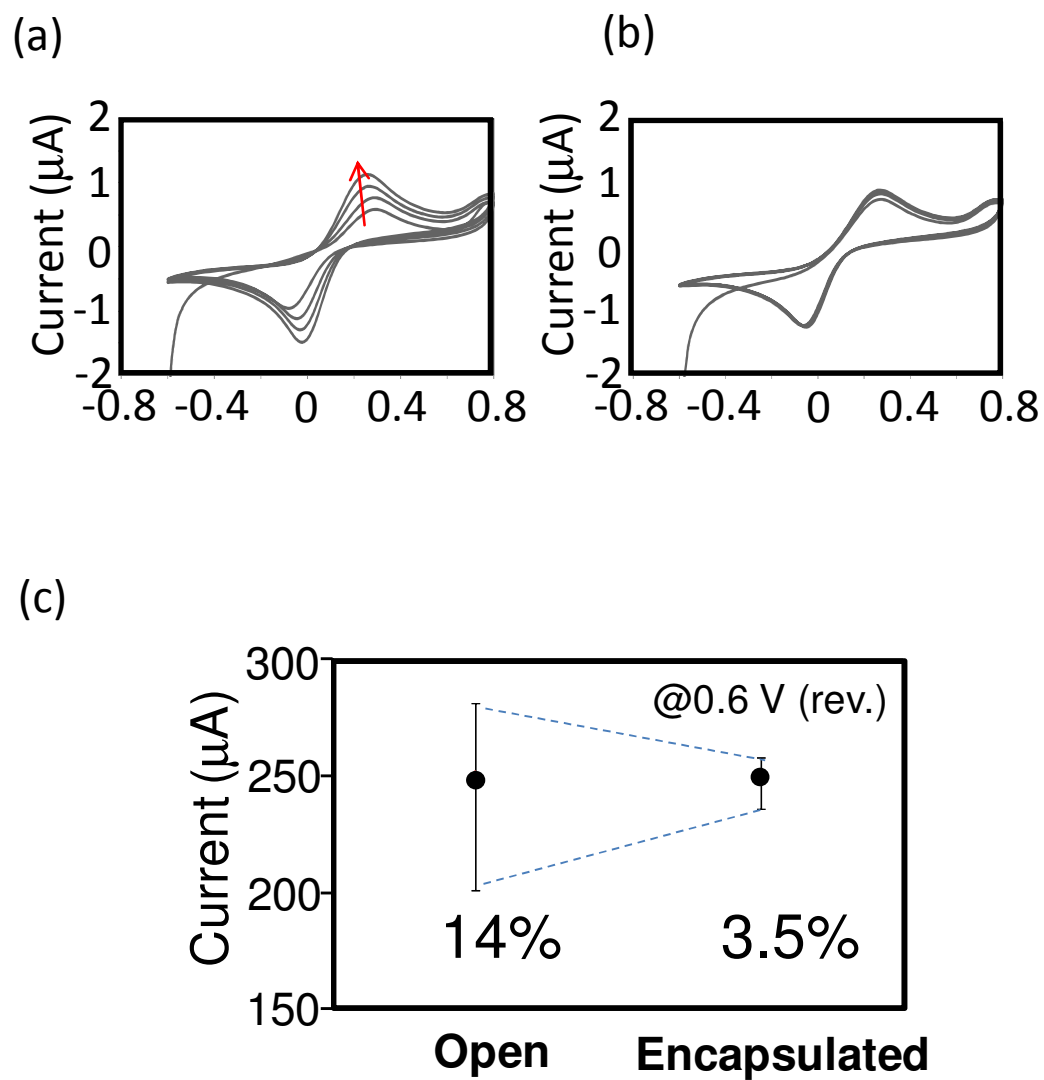 (a)
(b)
Current (μA)
2
1
0
-1
-2
-0.8 -0.4 0 0.4 0.8
Current (μA)
2
1
0
-1
-2
-0.8 -0.4 0 0.4 0.8
(c)
Current (μA)
300
250
200
150
@0.6 V (rev.)
14% 3.5%
Open Encapsulated